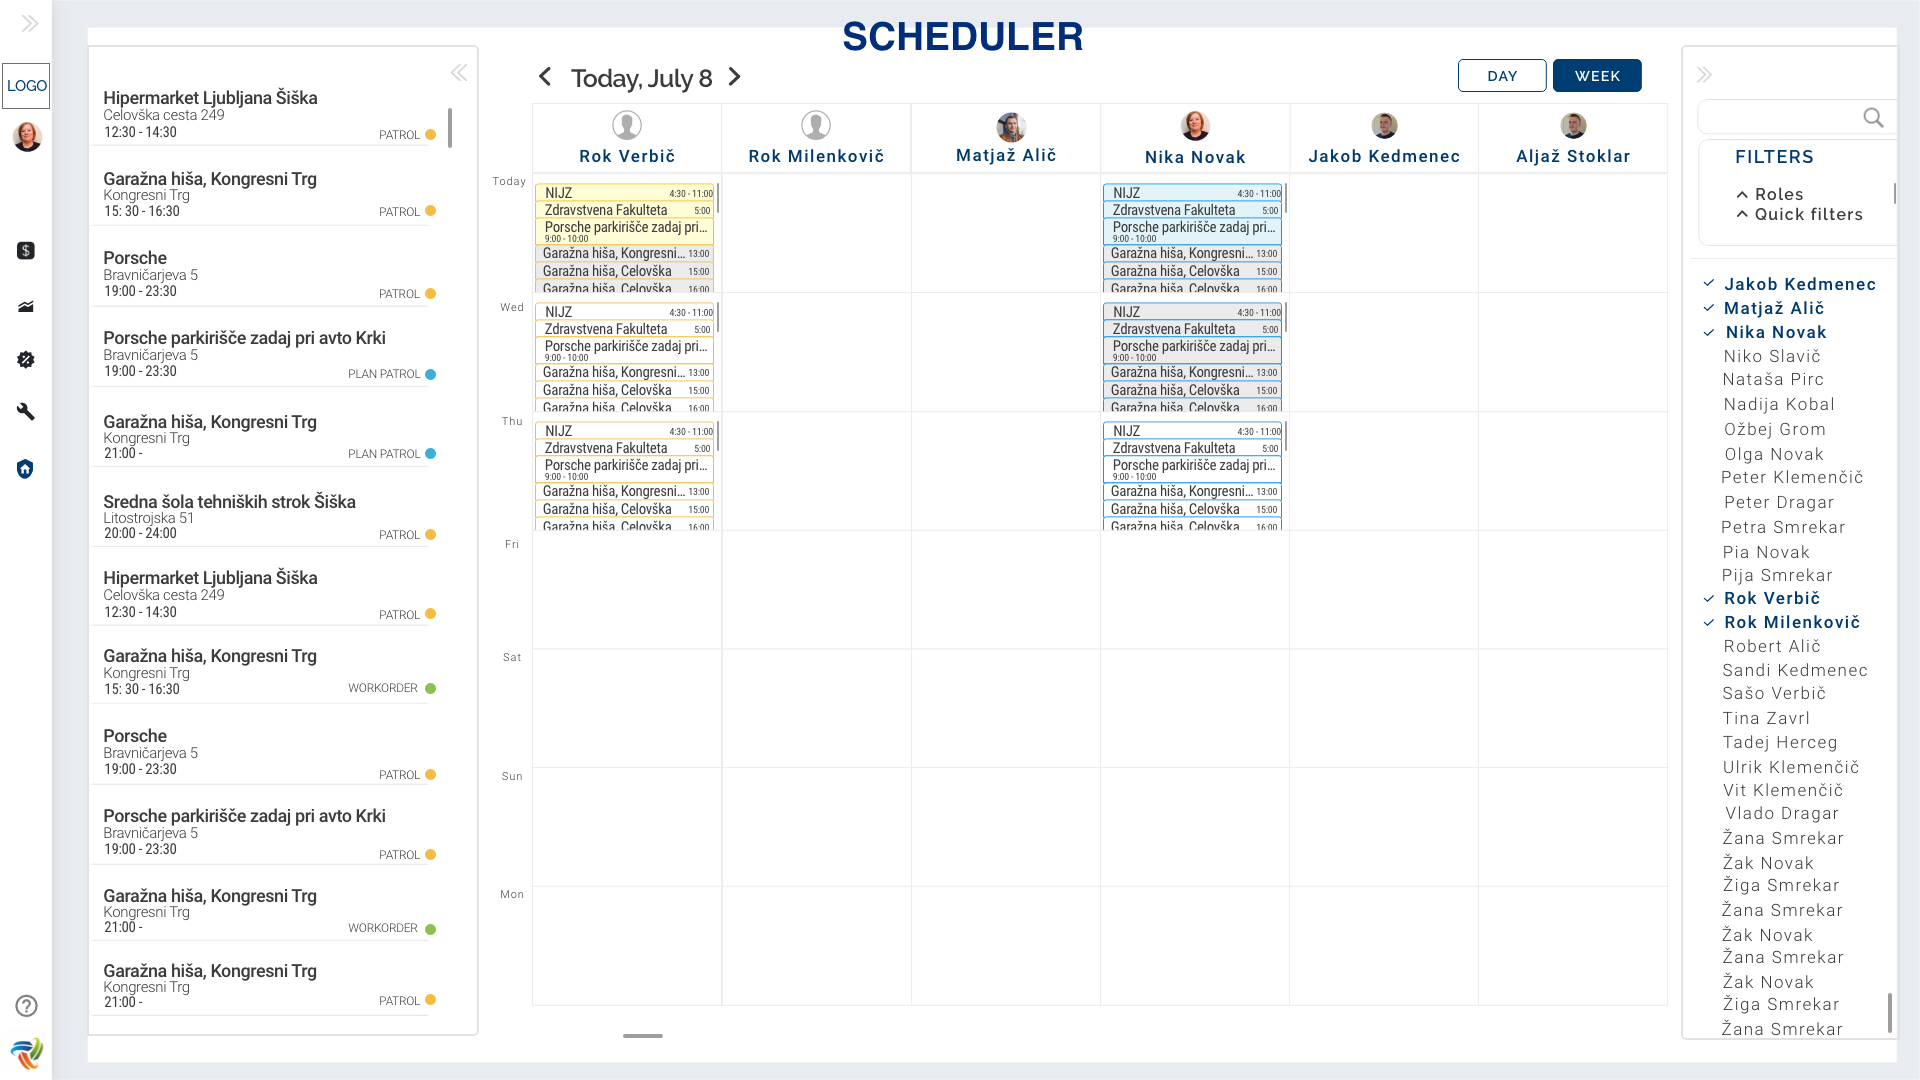 SCHEDULER
LOGO
Hipermarket Ljubljana Šiška
Celovška cesta 249
12:30 - 14:30
PATROL
Garažna hiša, Kongresni Trg
Kongresni Trg
15: 30 - 16:30
PATROL
Porsche
Bravničarjeva 5
19:00 - 23:30
PATROL
Porsche parkirišče zadaj pri avto Krki
Bravničarjeva 5
19:00 - 23:30
PLAN PATROL
Garažna hiša, Kongresni Trg
Kongresni Trg
21:00 -
PLAN PATROL
Sredna šola tehniških strok Šiška
Litostrojska 51
20:00 - 24:00
PATROL
Hipermarket Ljubljana Šiška
Celovška cesta 249
12:30 - 14:30
PATROL
Garažna hiša, Kongresni Trg
Kongresni Trg
15: 30 - 16:30
WORKORDER
Porsche
Bravničarjeva 5
19:00 - 23:30
PATROL
Porsche parkirišče zadaj pri avto Krki
Bravničarjeva 5
19:00 - 23:30
PATROL
Garažna hiša, Kongresni Trg
Kongresni Trg
21:00 -
WORKORDER
Garažna hiša, Kongresni Trg
Kongresni Trg
21:00 -
PATROL
Today, July 8
DAY
WEEK
Rok Verbič
Rok Milenkovič
Matjaž Alič
Nika Novak
Jakob Kedmenec
Aljaž Stoklar
Today
NIJZ 4:30 - 11:00
Zdravstvena Fakulteta 5:00
Porsche parkirišče zadaj pri...
9:00 - 10:00
Garažna hiša, Kongresni... 13:00
Garažna hiša, Celovška 15:00
Garažna hiša, Celovška 16:00
NIJZ 4:30 - 11:00
Zdravstvena Fakulteta 5:00
Porsche parkirišče zadaj pri...
9:00 - 10:00
Garažna hiša, Kongresni... 13:00
Garažna hiša, Celovška 15:00
Garažna hiša, Celovška 16:00
Wed
NIJZ 4:30 - 11:00
Zdravstvena Fakulteta 5:00
Porsche parkirišče zadaj pri...
9:00 - 10:00
Garažna hiša, Kongresni... 13:00
Garažna hiša, Celovška 15:00
Garažna hiša, Celovška 16:00
NIJZ 4:30 - 11:00
Zdravstvena Fakulteta 5:00
Porsche parkirišče zadaj pri...
9:00 - 10:00
Garažna hiša, Kongresni... 13:00
Garažna hiša, Celovška 15:00
Garažna hiša, Celovška 16:00
Thu
NIJZ 4:30 - 11:00
Zdravstvena Fakulteta 5:00
Porsche parkirišče zadaj pri...
9:00 - 10:00
Garažna hiša, Kongresni... 13:00
Garažna hiša, Celovška 15:00
Garažna hiša, Celovška 16:00
NIJZ 4:30 - 11:00
Zdravstvena Fakulteta 5:00
Porsche parkirišče zadaj pri...
9:00 - 10:00
Garažna hiša, Kongresni... 13:00
Garažna hiša, Celovška 15:00
Garažna hiša, Celovška 16:00
Fri
Sat
Sun
Mon
FILTERS
Roles
Quick filters
Jakob Kedmenec
Matjaž Alič
Nika Novak
Niko Slavič
Nataša Pirc
Nadija Kobal
Ožbej Grom
Olga Novak
Peter Klemenčič
Peter Dragar
Petra Smrekar
Pia Novak
Pija Smrekar
Rok Verbič
Rok Milenkovič
Robert Alič
Sandi Kedmenec
Sašo Verbič
Tina Zavrl
Tadej Herceg
Ulrik Klemenčič
Vit Klemenčič
Vlado Dragar
Žana Smrekar
Žak Novak
Žiga Smrekar
Žana Smrekar
Žak Novak
Žana Smrekar
Žak Novak
Žiga Smrekar
Žana Smrekar